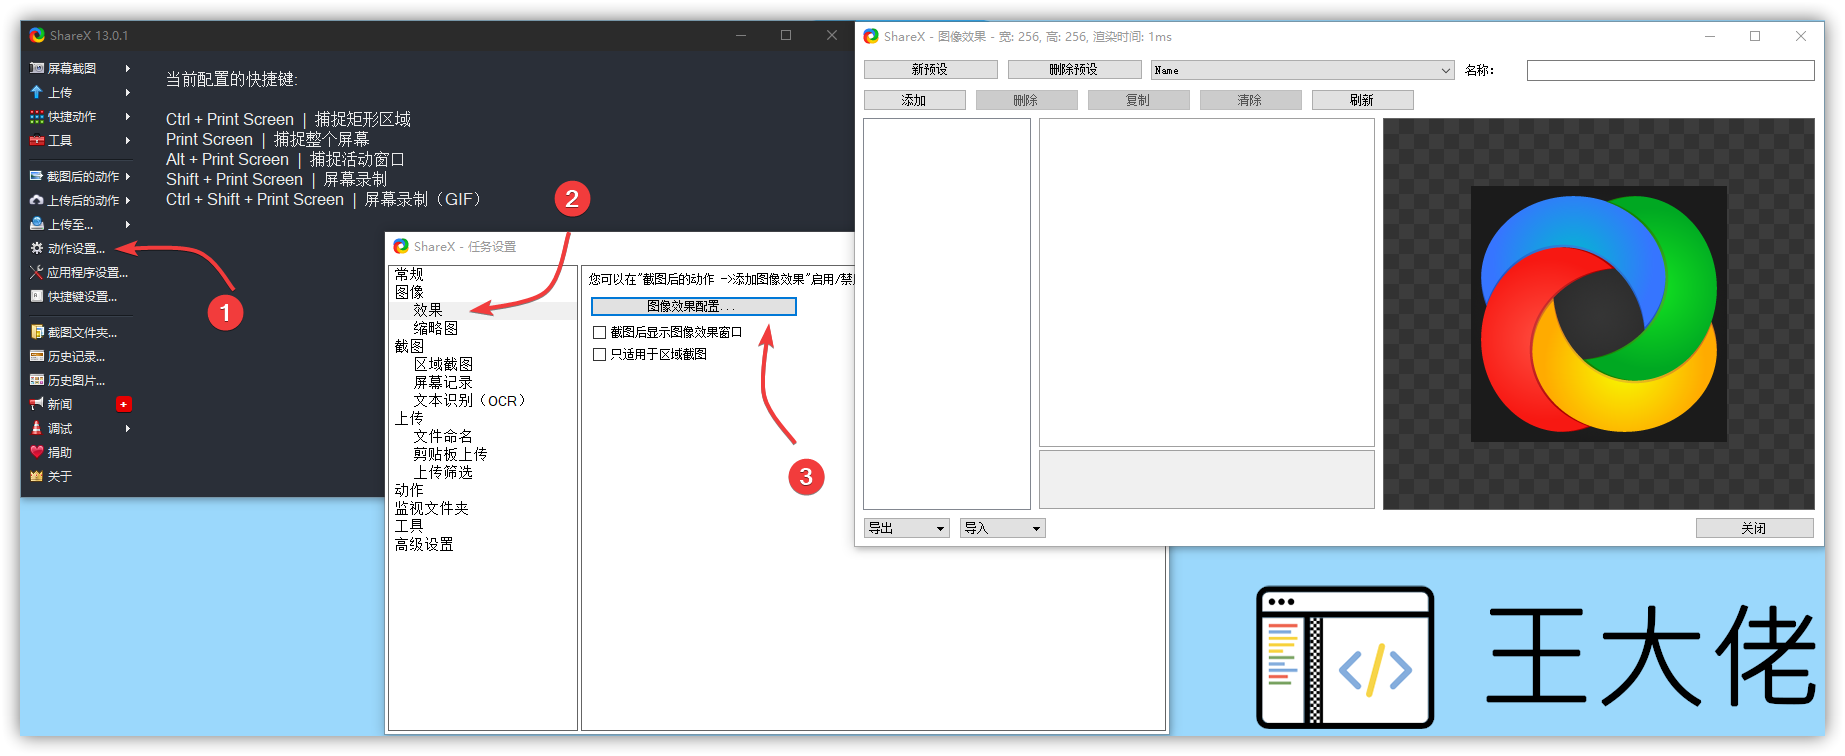 ShareX 13.0.1
屏幕截图
上传
快捷动作
工具
截图后的动作
上传后的动作
上传至...
动作设置...
应用程序设置...
快捷键设置...
截图文件夹...
历史记录...
历史图片...
新闻
+
调试
捐助
关于
当前配置的快捷键:
Ctrl + Print Screen | 捕捉矩形区域
Print Screen | 捕捉整个屏幕
Alt + Print Screen | 捕捉活动窗口
Shift + Print Screen | 屏幕录制
Ctrl + Shift + Print Screen | 屏幕录制（GIF）
1
2
3
ShareX - 任务设置
常规
图像
效果
缩略图
截图
区域截图
屏幕记录
文本识别（OCR）
上传
文件命名
剪贴板上传
上传筛选
动作
监视文件夹
工具
高级设置
您可以在"截图后的动作 ->添加图像效果"启用/禁
图像效果配置...
截图后显示图像效果窗口
只适用于区域截图
ShareX - 图像效果 - 宽: 256, 高: 256, 渲染时间: 1ms
新预设 删除预设 Name 名称:
添加 删除 复制 清除 刷新
导出 导入 关闭
</>
王大佬